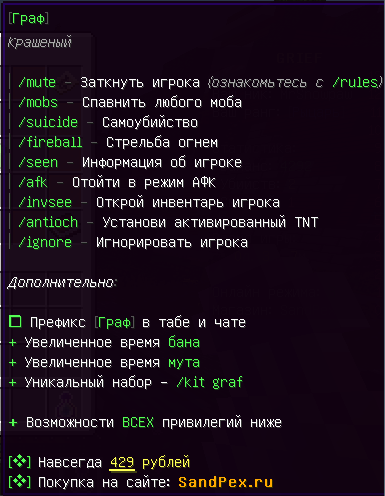 [Граф]
Крашеный
/mute – Заткнуть игрока (ознакомьтесь с /rules)
/mobs – Спавнить любого моба
/suicide – Самоубийство
/fireball – Стрельба огнем
/seen – Информация об игроке
/afk – Отойти в режим АФК
/invsee – Открой инвентарь игрока
/antioch – Установи активированный TNT
/ignore – Игнорировать игрока
Дополнительно:
Префикс [Граф] в табе и чате
+ Увеличенное время бана
+ Увеличенное время мута
+ Уникальный набор – /kit graf
+ Возможности ВСЕХ привилегий ниже
[❖] Навсегда 429 рублей
[❖] Покупка на сайте: SandPex.ru